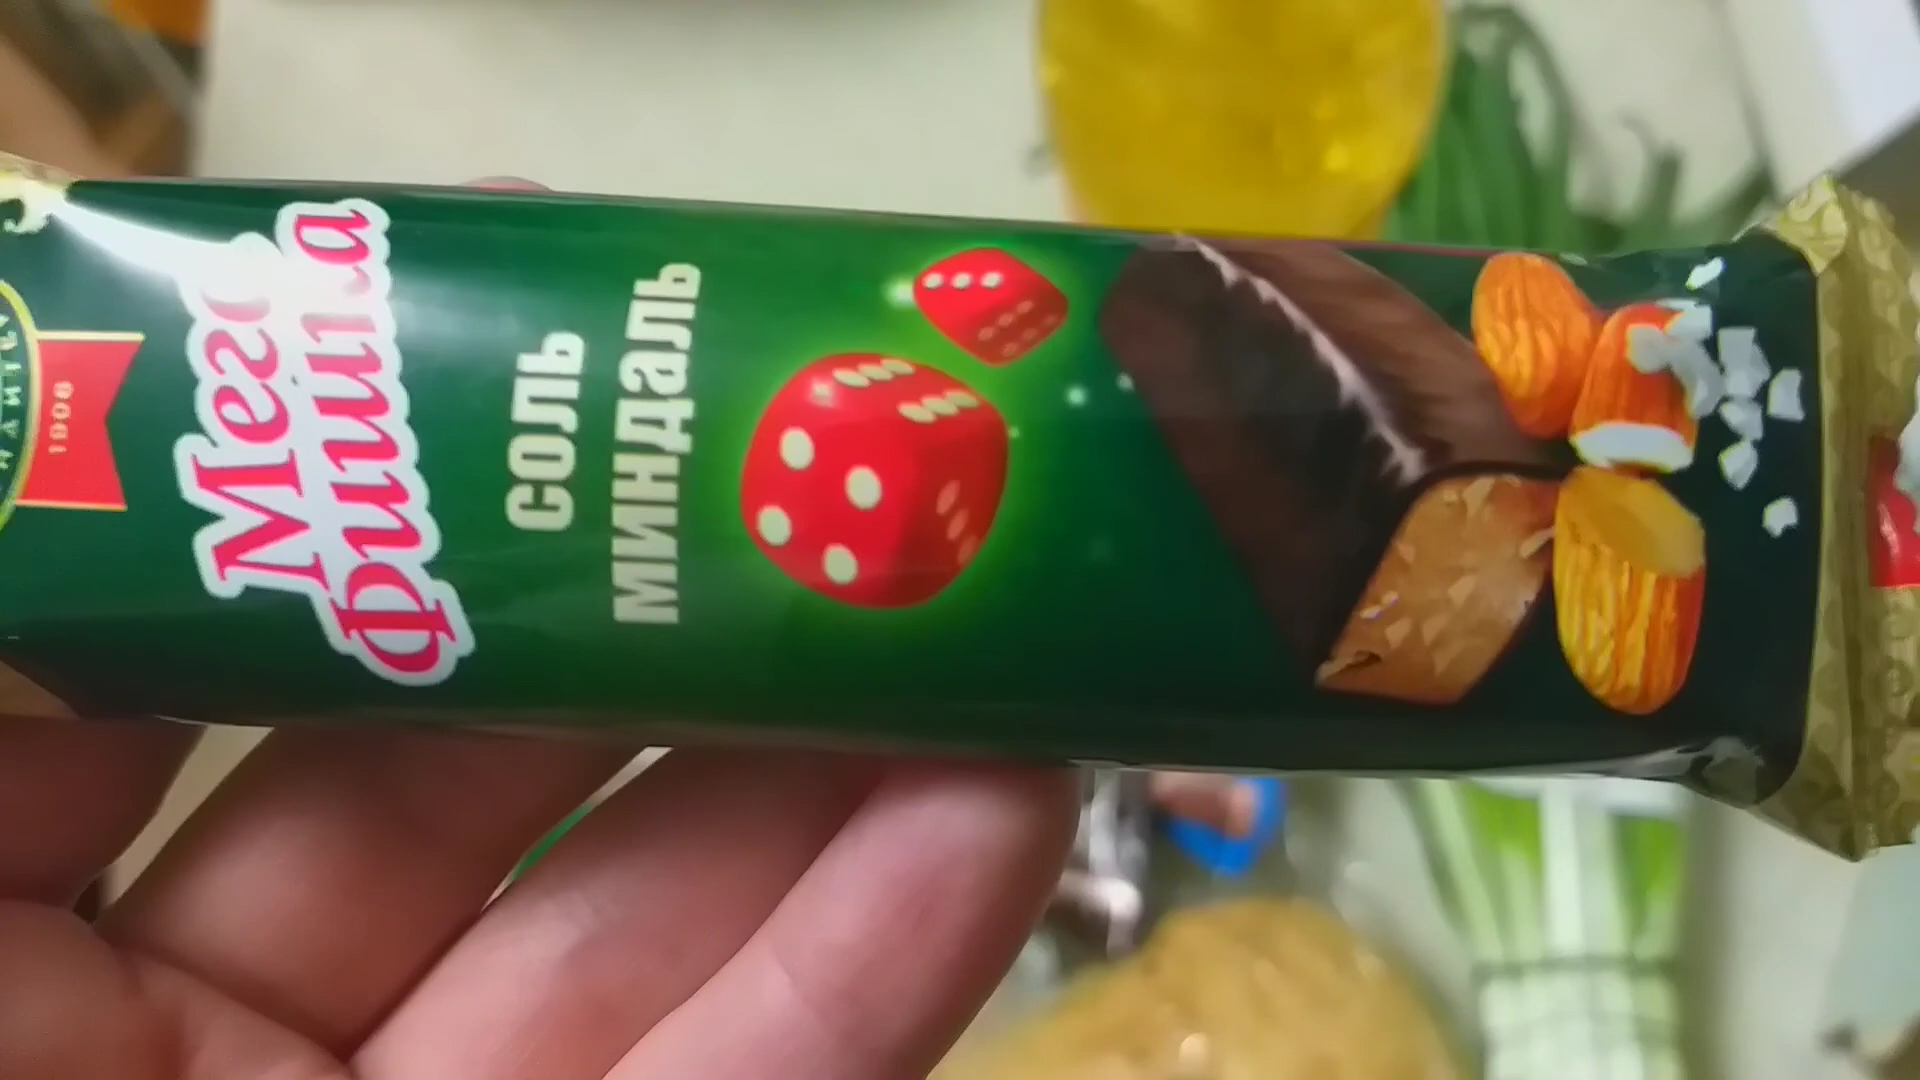 Мега
Фишка
соль
миндаль